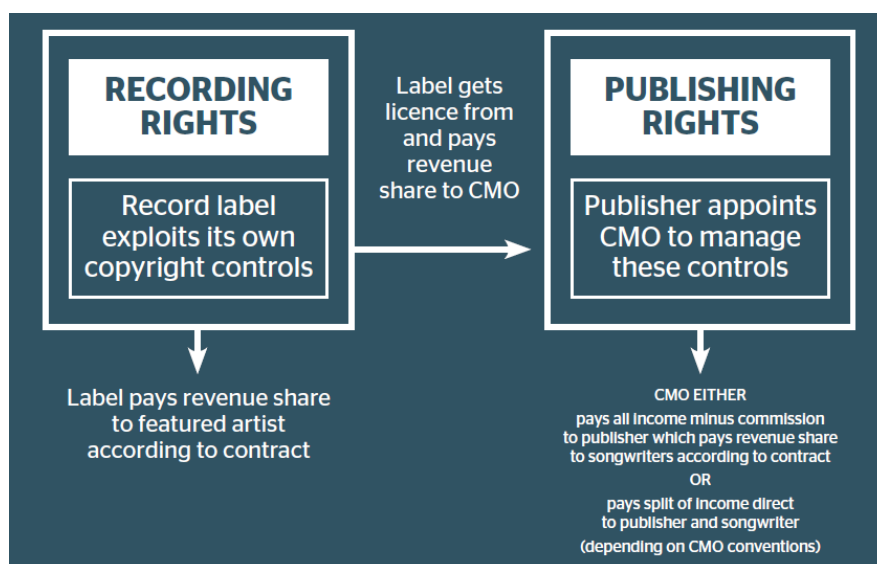 RECORDING
RIGHTS
Record label
exploits its own
copyright controls
Label pays revenue share
to featured artist
according to contract
Label gets
licence from
and pays
revenue
share to CMO
PUBLISHING
RIGHTS
Publisher appoints
CMO to manage
these controls
CMO EITHER
pays all income minus commission
to publisher which pays revenue share
to songwriters according to contract
OR
pays split of income direct
to publisher and songwriter
(depending on CMO conventions)